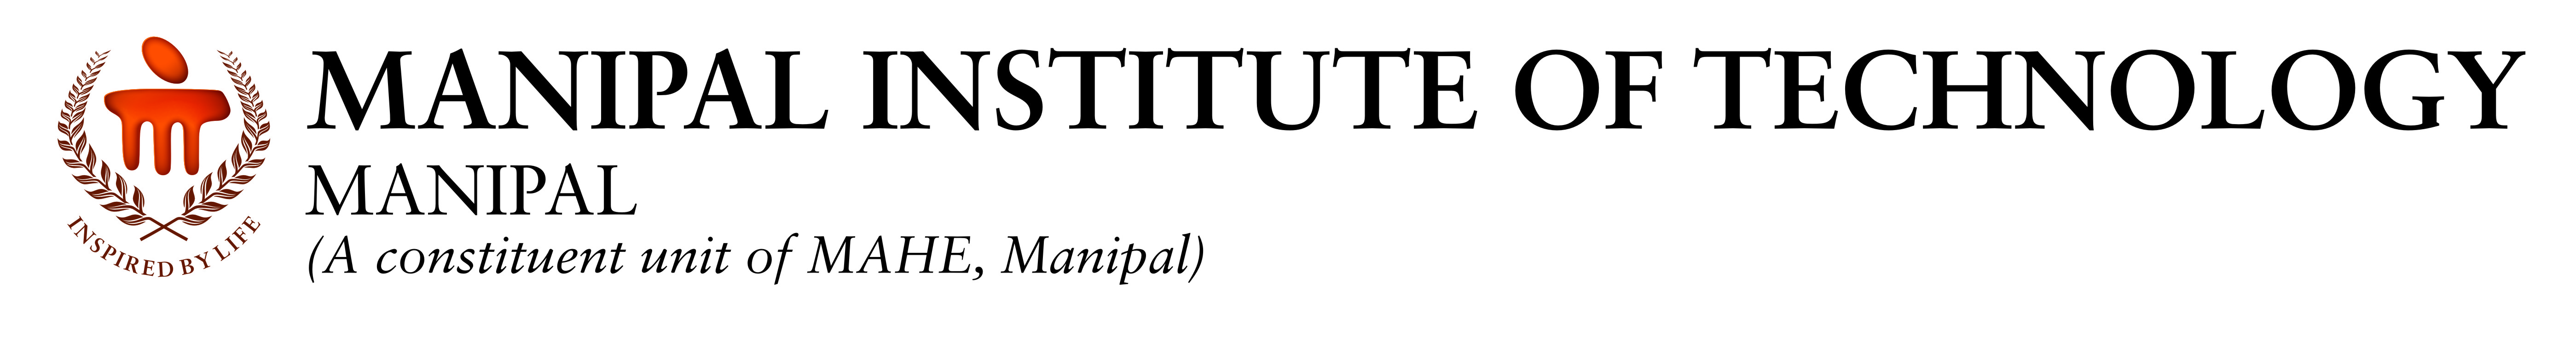 MANIPAL INSTITUTE OF TECHNOLOGY
MANIPAL
(A constituent unit of MAHE, Manipal)
INSPIRED BY LIFE